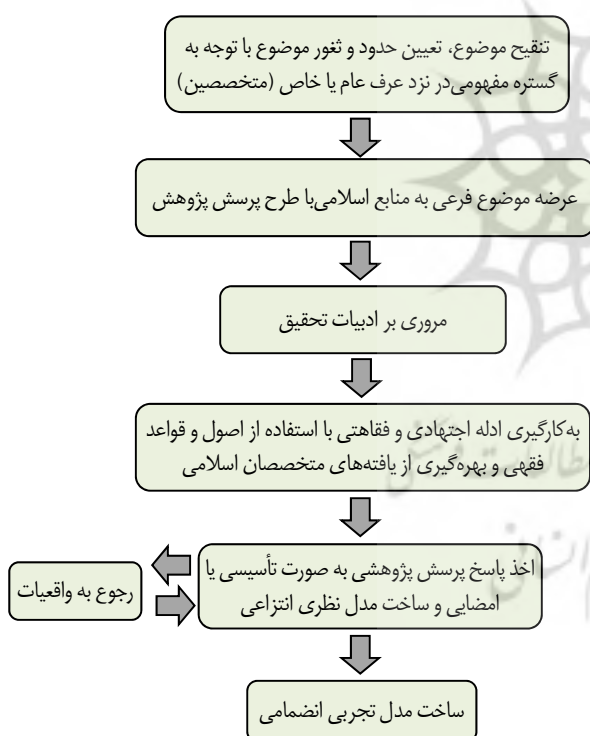 تنقیح موضوع، تعیین حدود و ثغور موضوع با توجه به
گستره مفهومی‌در نزد عرف عام یا خاص (متخصصین)
عرضه موضوع فرعی به منابع اسلامی‌با طرح پرسش پژوهش
مروری بر ادبیات تحقیق
به‌کارگیری ادله اجتهادی و فقاهتی با استفاده از اصول و قواعد
فقهی و بهره‌گیری از یافته‌های متخصصان اسلامی
اخذ پاسخ پرسش پژوهشی به صورت تأسیسی یا
امضایی و ساخت مدل نظری انتزاعی
رجوع به واقعیات
ساخت مدل تجربی انضمامی